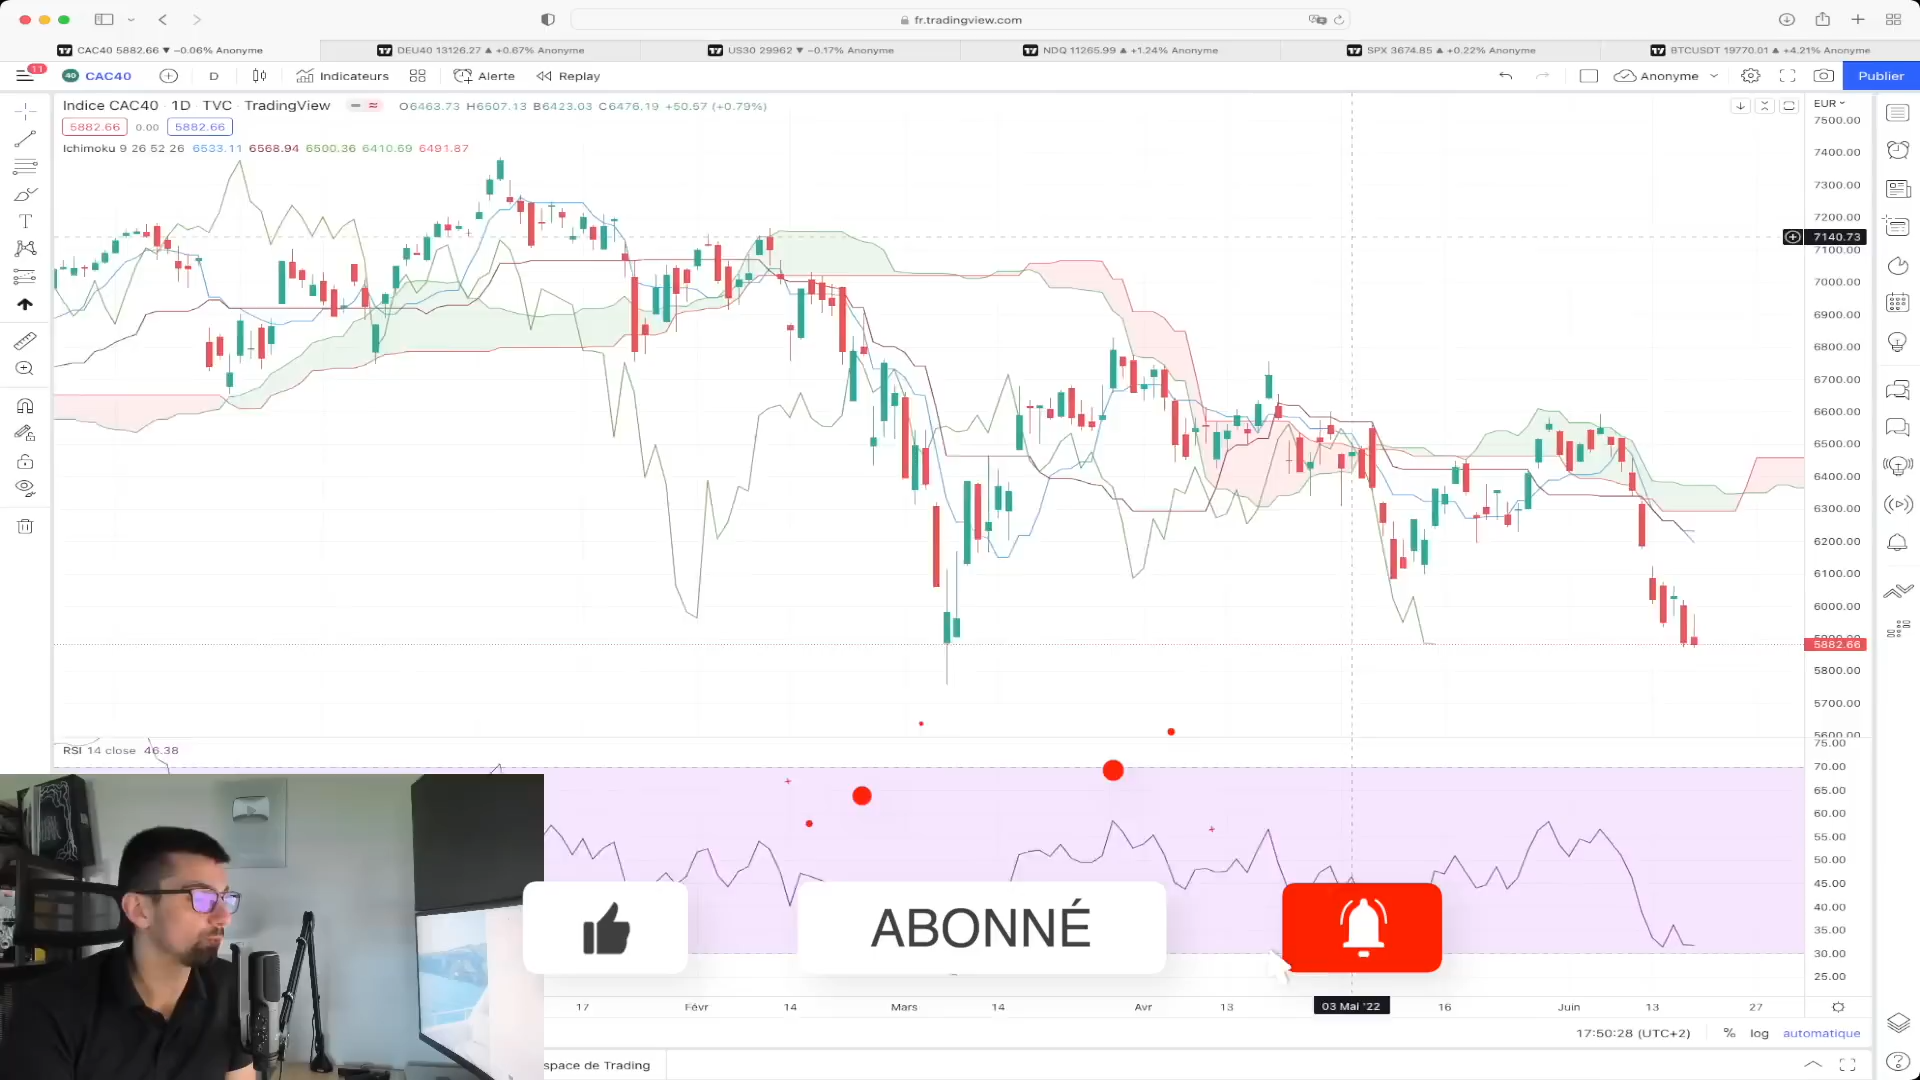 fr.tradingview.com
CAC40 5882.66 ▼ −0.06% Anonyme
DEU40 13126.27 ▲ +0.67% Anonyme
US30 29962 ▼ −0.17% Anonyme
NDQ 11265.99 ▲ +1.24% Anonyme
SPX 3674.85 ▲ +0.22% Anonyme
BTCUSDT 19770.01 ▲ +4.21% Anonyme
11
40 CAC40
D
Indicateurs
Alerte
Replay
Anonyme
Publier
Indice CAC40 · 1D · TVC · TradingView
O6463.73 H6507.13 B6423.03 C6476.19 +50.57 (+0.79%)
EUR
5882.66 0.00 5882.66
Ichimoku 9 26 52 26 6533.11 6568.94 6500.36 6410.69 6491.87
7500.00
7400.00
7300.00
7200.00
7140.73
7100.00
7000.00
6900.00
6800.00
6700.00
6600.00
6500.00
6400.00
6300.00
6200.00
6100.00
6000.00
5882.66
5800.00
5700.00
5600.00
RSI 14 close 46.38
75.00
70.00
65.00
60.00
55.00
50.00
45.00
40.00
35.00
30.00
25.00
ABONNÉ
17 Févr 14 Mars 14 Avr 13 03 Mai '22 16 Juin 13 27
17:50:28 (UTC+2) % log automatique
space de Trading